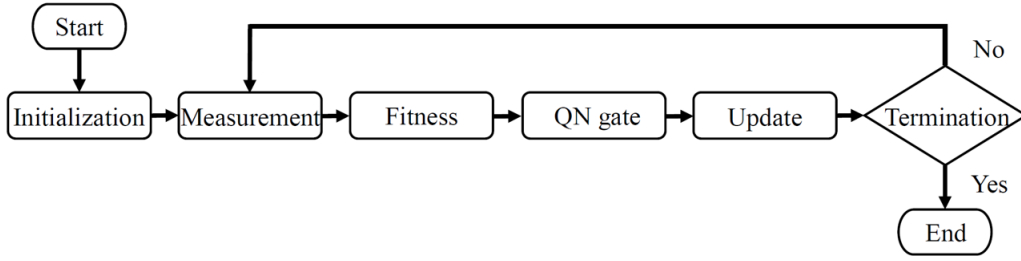 Start
No
Initialization
Measurement
Fitness
QN gate
Update
Termination
Yes
End